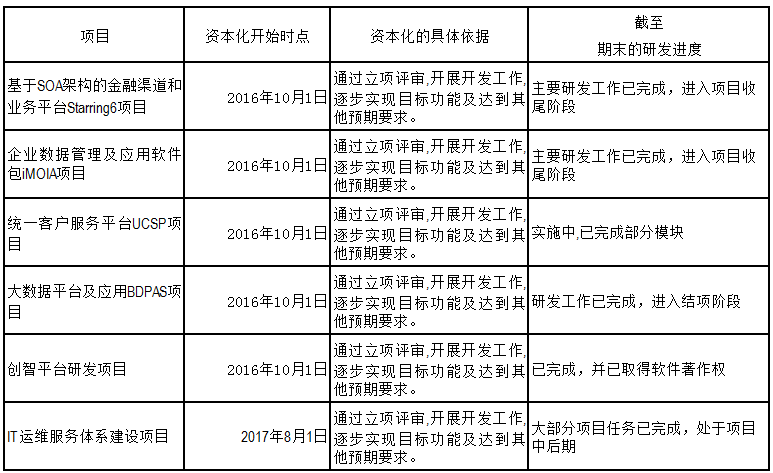 项目
资本化开始时点
资本化的具体依据
截至
期末的研发进度
基于SOA架构的金融渠道和
业务平台Starring6项目
2016年10月1日
通过立项评审,开展开发工作,
逐步实现目标功能及达到其
他预期要求。
主要研发工作已完成，进入项目收
尾阶段
企业数据管理及应用软件
包iMOIA项目
2016年10月1日
通过立项评审,开展开发工作,
逐步实现目标功能及达到其
他预期要求。
主要研发工作已完成，进入项目收
尾阶段
统一客户服务平台UCSP项
目
2016年10月1日
通过立项评审,开展开发工作,
逐步实现目标功能及达到其
他预期要求。
实施中,已完成部分模块
大数据平台及应用BDPAS项
目
2016年10月1日
通过立项评审,开展开发工作,
逐步实现目标功能及达到其
他预期要求。
研发工作已完成，进入结项阶段
创智平台研发项目
2016年10月1日
通过立项评审,开展开发工作,
逐步实现目标功能及达到其
他预期要求。
已完成，并已取得软件著作权
IT运维服务体系建设项目
2017年8月1日
通过立项评审,开展开发工作,
逐步实现目标功能及达到其
他预期要求。
大部分项目任务已完成，处于项目
中后期